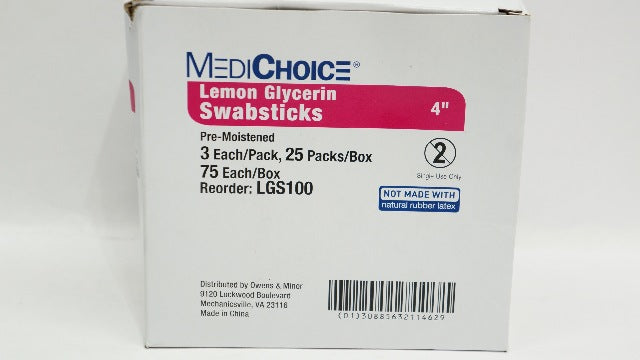 MEDICHOICE®
Lemon Glycerin
Swabsticks
4"
Pre-Moistened
3 Each/Pack, 25 Packs/Box
75 Each/Box
Reorder: LGS100
2
Single Use Only
NOT MADE WITH
natural rubber latex
Distributed by Owens & Minor
9120 Lockwood Boulevard
Mechanicsville, VA 23116
Made in China
(01)30885632114629